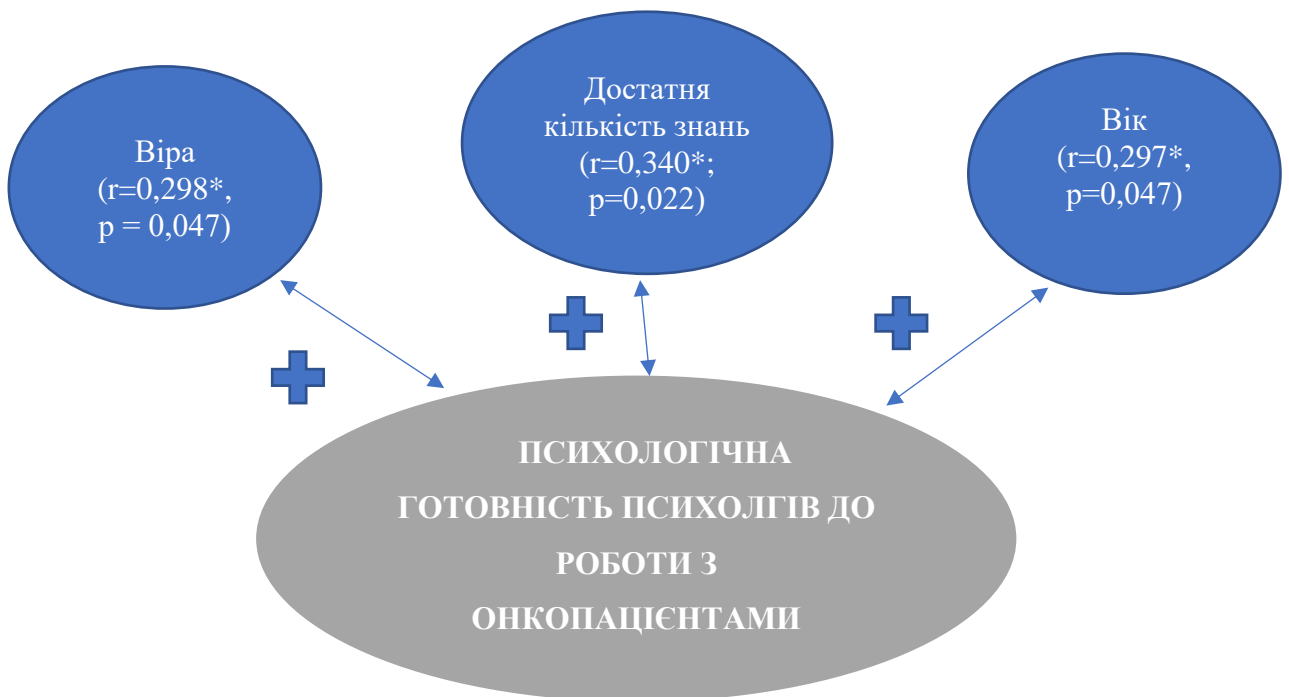 Віра
(r=0,298*,
p = 0,047)
Достатня
кількість знань
(r=0,340*;
p=0,022)
Вік
(r=0,297*,
p=0,047)
ПСИХОЛОГІЧНА
ГОТОВНІСТЬ ПСИХОЛГІВ ДО
РОБОТИ З
ОНКОПАЦІЄНТАМИ